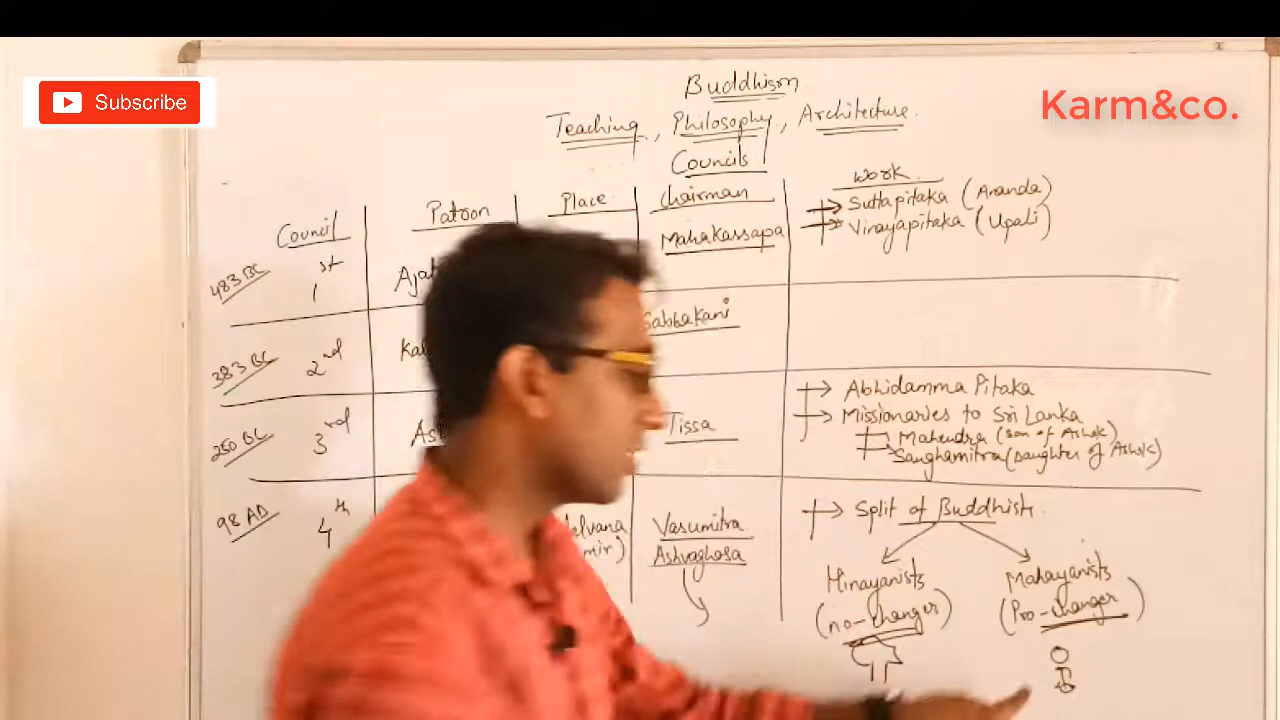 Subscribe
Karm&co.
Buddhism
Teaching, Philosophy, Architecture.
Councils
Council
Patron
Place
Chairman
Work
483 BC
1st
Mahakassapa
Suttapitaka (Ananda)
Vinayapitaka (Upali)
383 BC
2nd
Sabbakani
250 BC
3rd
Tissa
Abhidamma Pitaka
Missionaries to Sri Lanka
Mahendra (son of Ashok)
Sanghamitra (Daughter of Ashok)
98 AD
4th
Vasumitra
Ashvaghosa
Split of Buddhists.
Hinayanists
(no-changer)
Mahayanists
(Pro-changer)